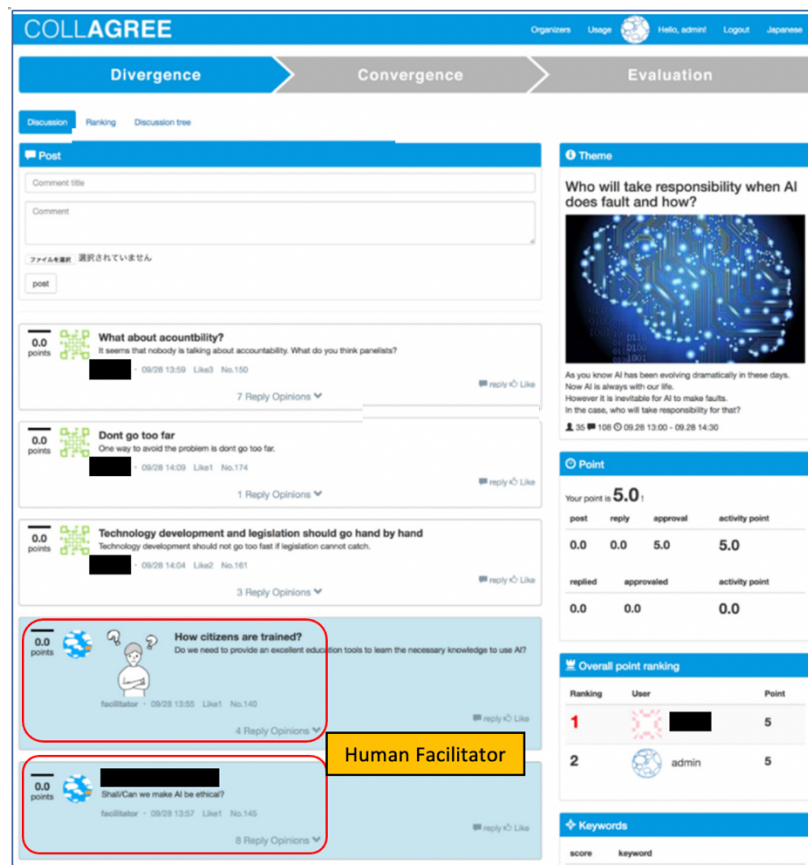 COLLAGREE
Organizers Usage Hello, admin! Logout Japanese
Divergence Convergence Evaluation
Discussion Ranking Discussion tree
Post
Comment title
Comment
ファイルを選択 選択されていません
post
0.0 points
What about acountbility?
It seems that nobody is talking about accountability. What do you think panelists?
・ 09/28 13:59 Like3 No.150
reply Like
7 Reply Opinions
0.0 points
Dont go too far
One way to avoid the problem is dont go too far.
・ 09/28 14:09 Like1 No.174
reply Like
1 Reply Opinions
0.0 points
Technology development and legislation should go hand by hand
Technology development should not go too fast if legislation cannot catch.
・ 09/28 14:04 Like2 No.161
reply Like
3 Reply Opinions
0.0 points
How citizens are trained?
Do we need to provide an excellent education tools to learn the necessary knowledge to use AI?
facilitator ・ 09/28 13:55 Like1 No.140
reply Like
4 Reply Opinions
Human Facilitator
0.0 points
Shall/Can we make AI be ethical?
facilitator ・ 09/28 13:57 Like1 No.145
reply Like
8 Reply Opinions
Theme
Who will take responsibility when AI
does fault and how?
As you know AI has been evolving dramatically in these days.
Now AI is always with our life.
However it is inevitable for AI to make faults.
In the case, who will take responsibility for that?
35 108 09.28 13:00 - 09.28 14:30
Point
Your point is 5.0 !
post reply approval activity point
0.0 0.0 5.0 5.0
replied approvaled activity point
0.0 0.0 0.0
Overall point ranking
Ranking User Point
1 5
2 admin 5
Keywords
score keyword